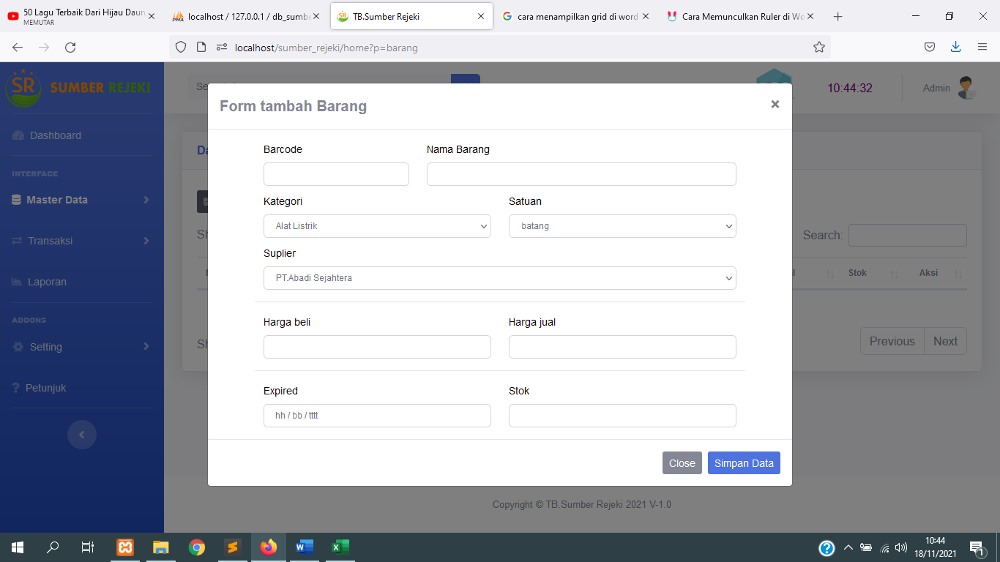 50 Lagu Terbaik Dari Hijau Daun
MEMUTAR
localhost / 127.0.0.1 / db_sumbe
TB.Sumber Rejeki
cara menampilkan grid di word
Cara Memunculkan Ruler di Wo
localhost/sumber_rejeki/home?p=barang
SR SUMBER REJEKI
10:44:32
Admin
Form tambah Barang
×
Dashboard
INTERFACE
Master Data
Transaksi
Laporan
ADDONS
Setting
Petunjuk
Barcode
Nama Barang
Kategori
Satuan
Alat Listrik
batang
Suplier
PT.Abadi Sejahtera
Harga beli
Harga jual
Expired
Stok
hh / bb / tttt
Close
Simpan Data
Search:
Stok
Aksi
Previous
Next
Copyright © TB.Sumber Rejeki 2021 V-1.0
10:44
18/11/2021
1